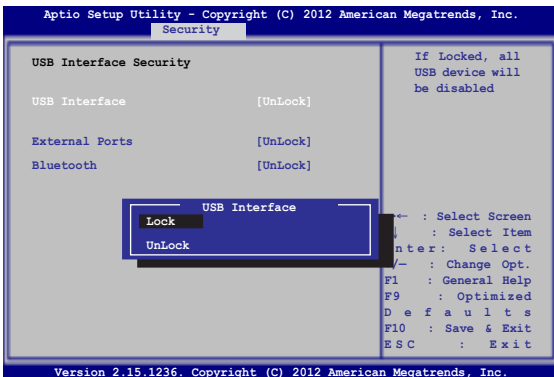 Aptio Setup Utility - Copyright (C) 2012 American Megatrends, Inc.
Security
USB Interface Security
USB Interface [UnLock]
External Ports [UnLock]
Bluetooth [UnLock]
If Locked, all
USB device will
be disabled
USB Interface
Lock
UnLock
→← : Select Screen
↓ : Select Item
nter: Select
/— : Change Opt.
F1 : General Help
F9 : Optimized
Defaults
F10 : Save & Exit
ESC : Exit
Version 2.15.1236. Copyright (C) 2012 American Megatrends, Inc.